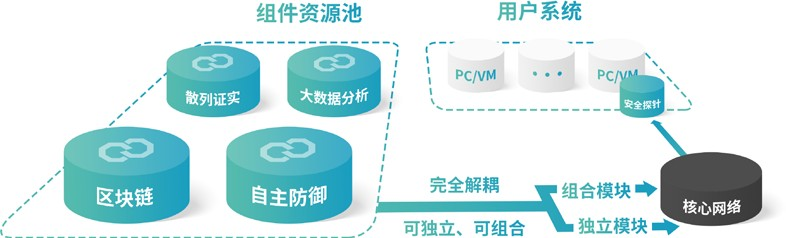 组件资源池
用户系统
散列证实
大数据分析
PC/VM
PC/VM
安全探针
区块链
自主防御
完全解耦
可独立、可组合
组合模块
独立模块
核心网络